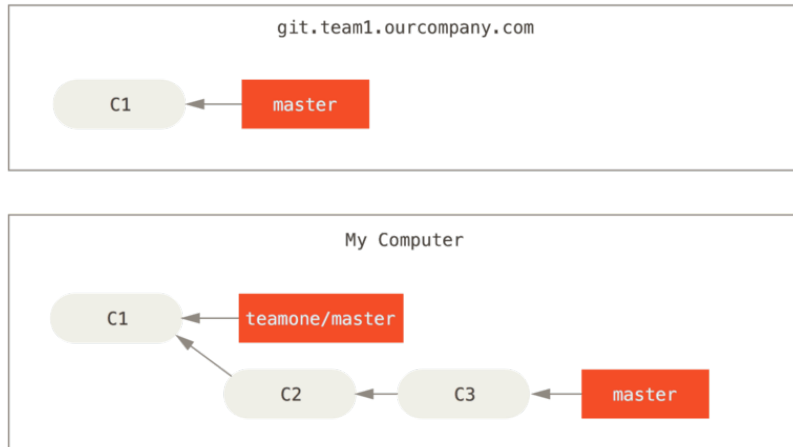 git.team1.ourcompany.com
C1
master
My Computer
C1
teamone/master
C2
C3
master